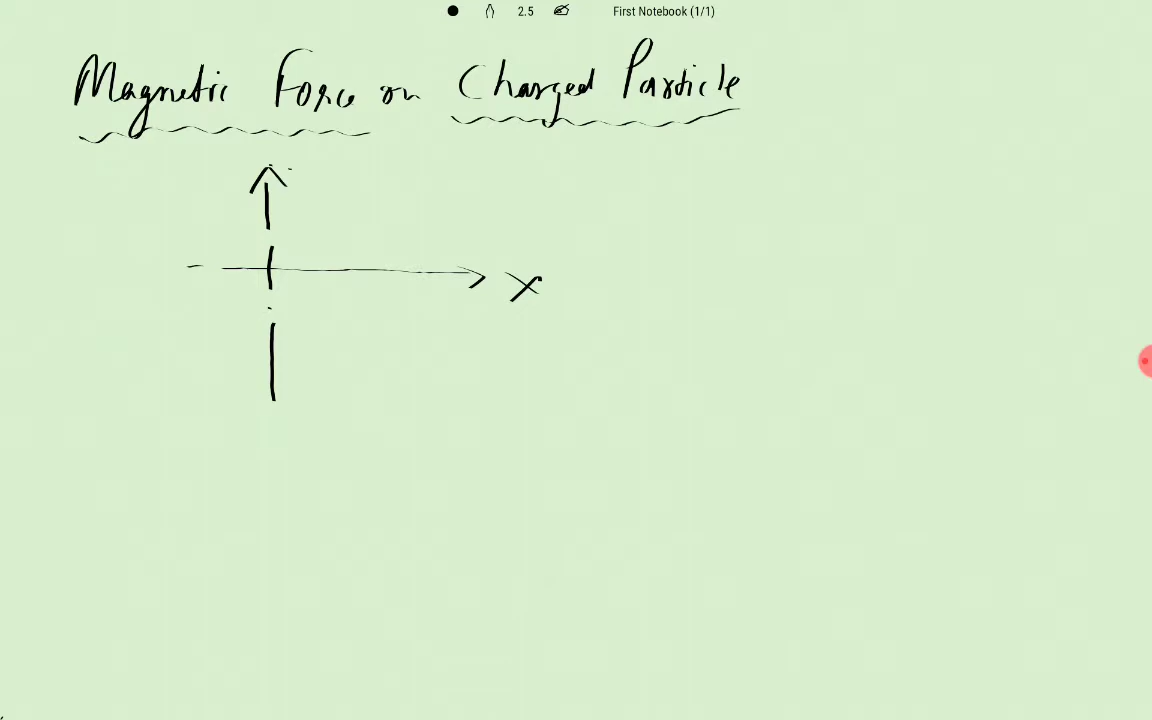 2.5 First Notebook (1/1)
Magnetic Force on Charged Particle
X